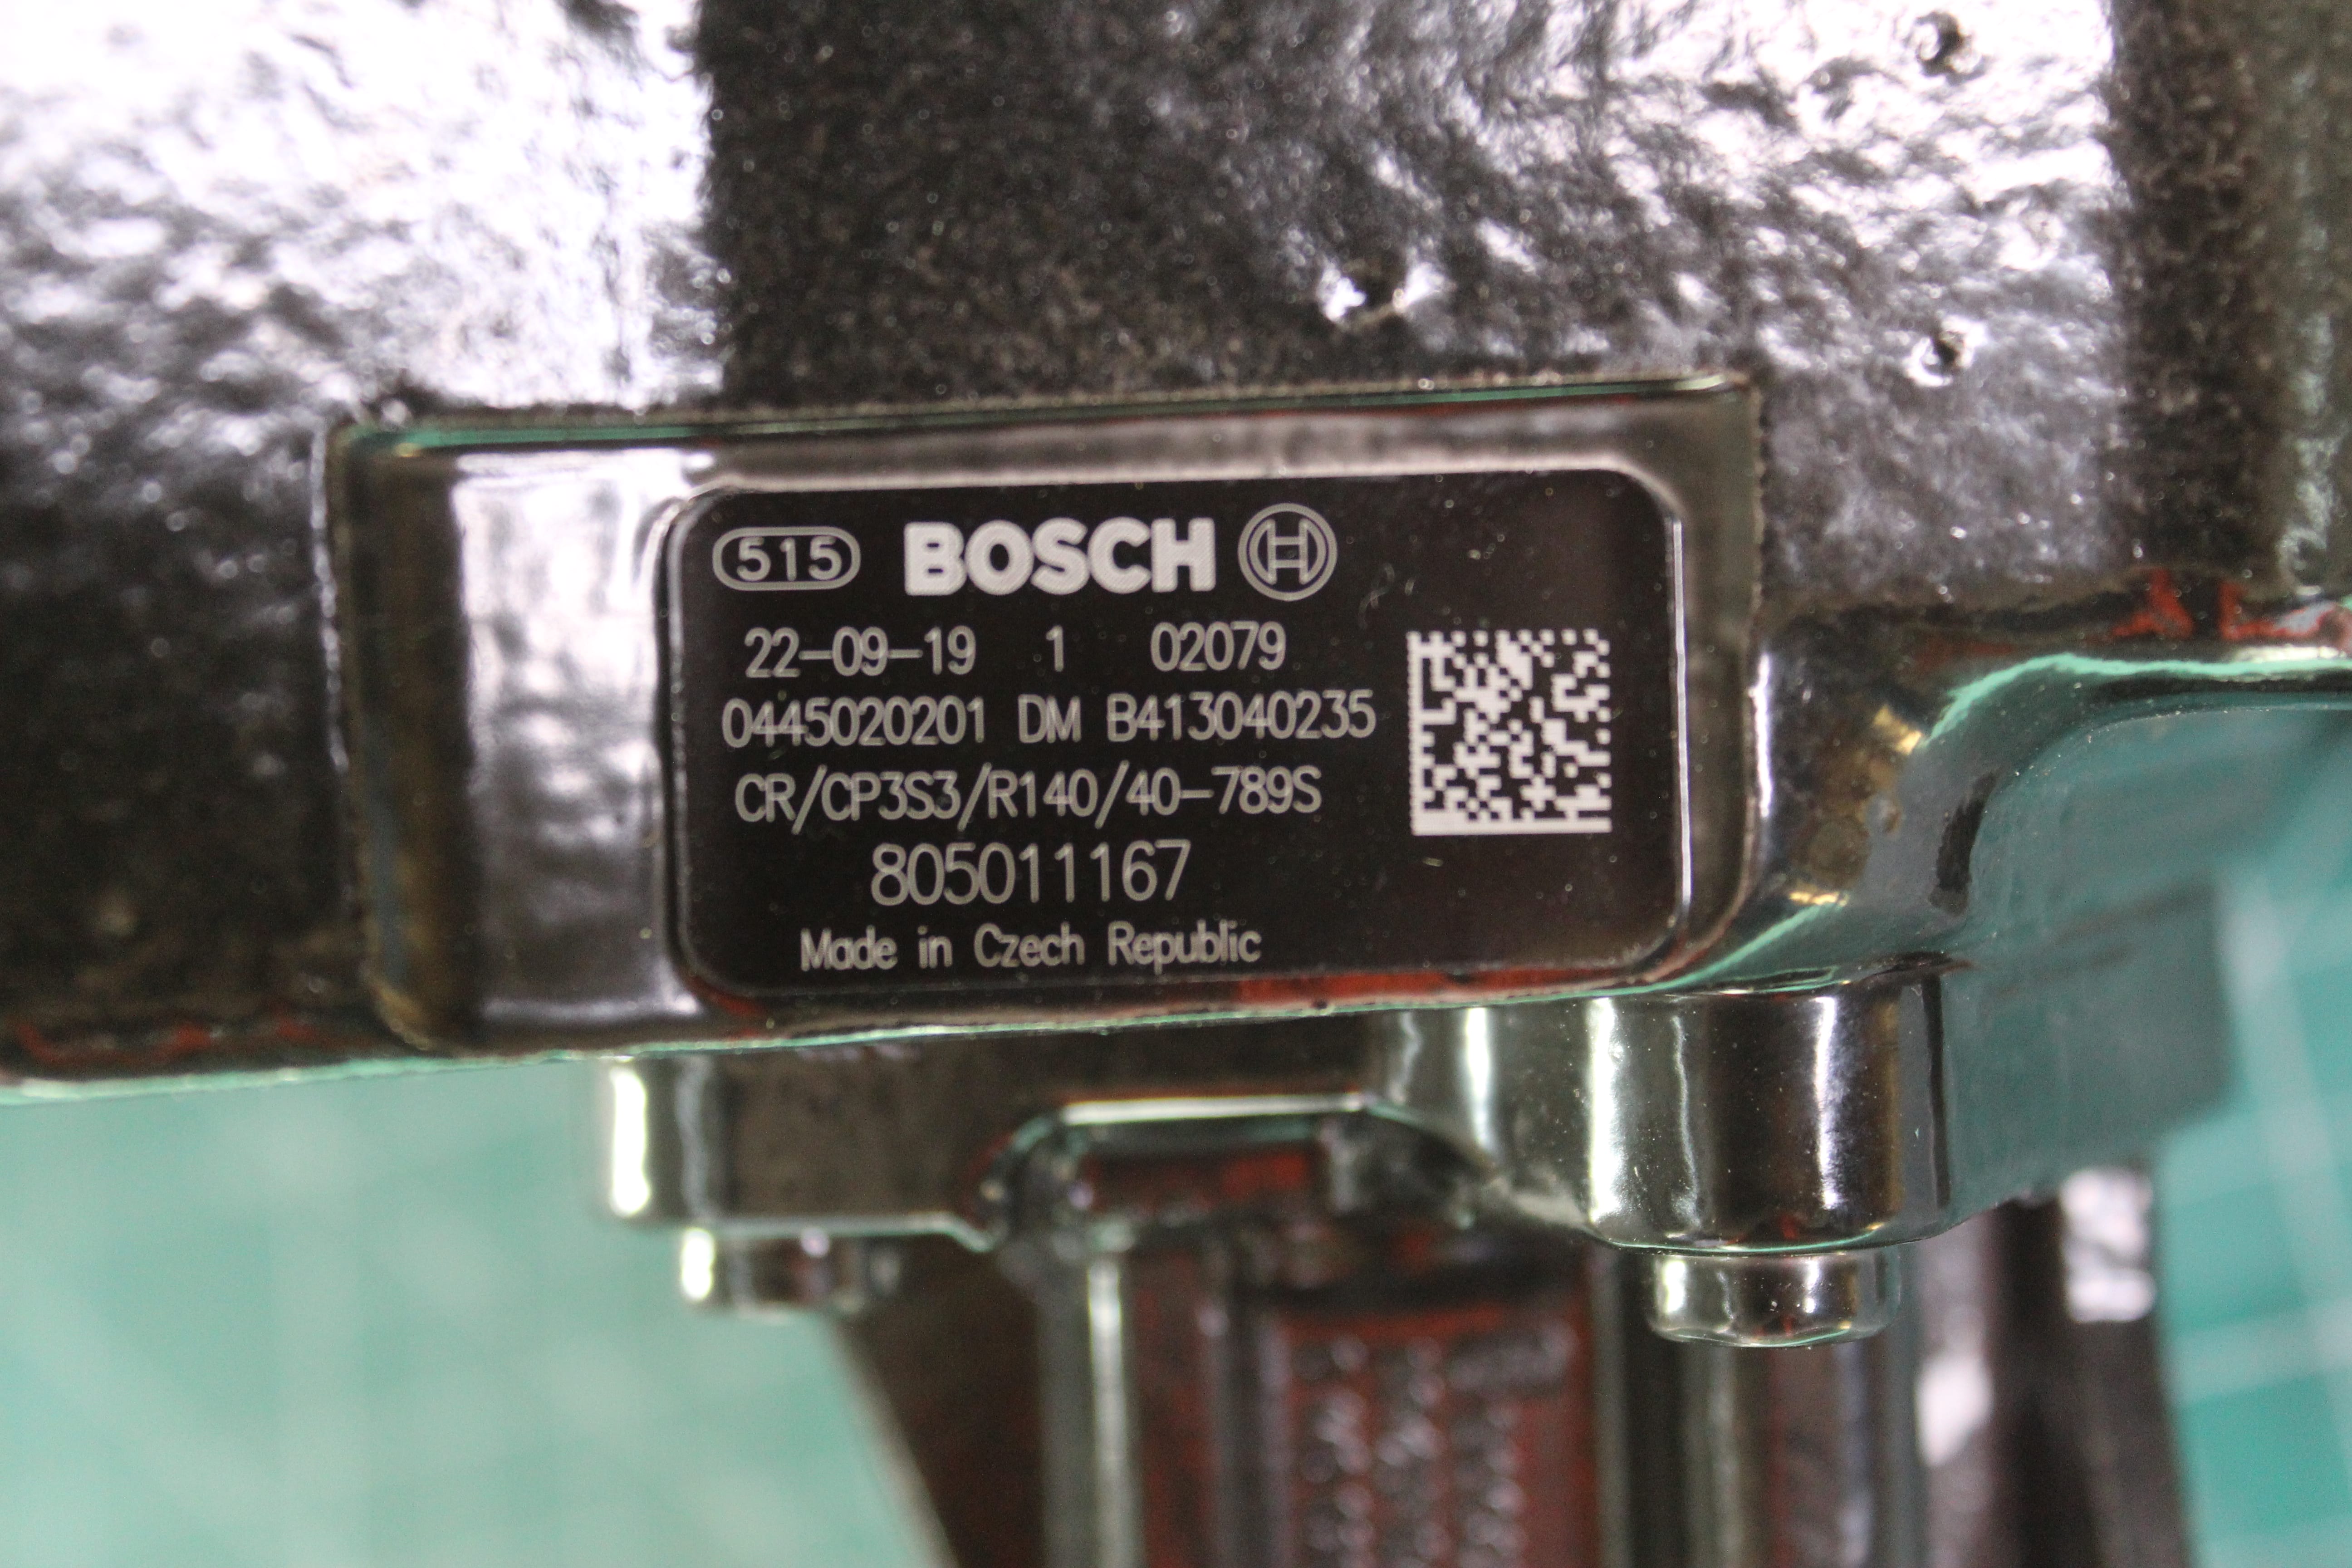 515 BOSCH
22-09-19 1 02079
0445020201 DM B413040235
CR/CP3S3/R140/40-789S
805011167
Made in Czech Republic